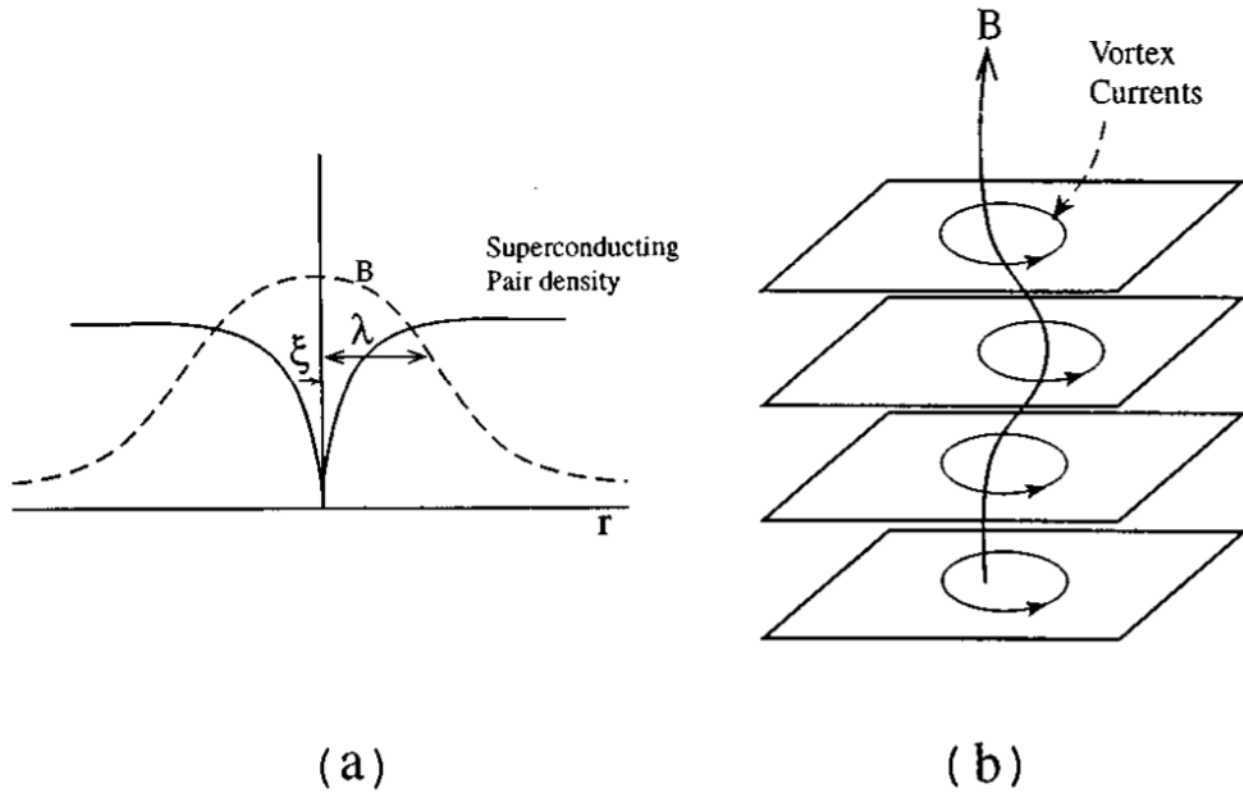 B
Vortex
Currents
Superconducting
Pair density
B
λ
ξ
r
(a)
(b)